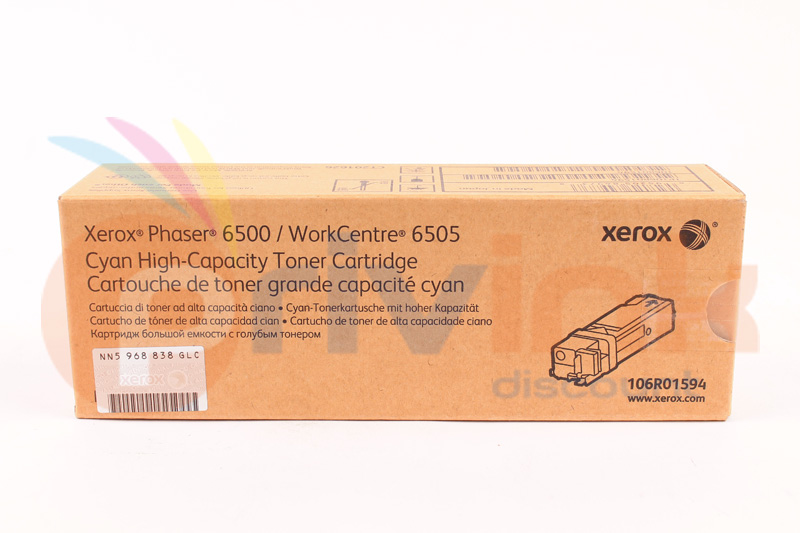 Xerox® Phaser® 6500 / WorkCentre® 6505
Cyan High-Capacity Toner Cartridge
Cartouche de toner grande capacité cyan
Cartuccia di toner ad alta capacità ciano • Cyan-Tonerkartusche mit hoher Kapazität
Cartucho de tóner de alta capacidad cian • Cartucho de toner de alta capacidade ciano
Картридж большой емкости с голубым тонером
NN5 968 838 GLC
xerox
xerox ®
106R01594
www.xerox.com
privink
discount